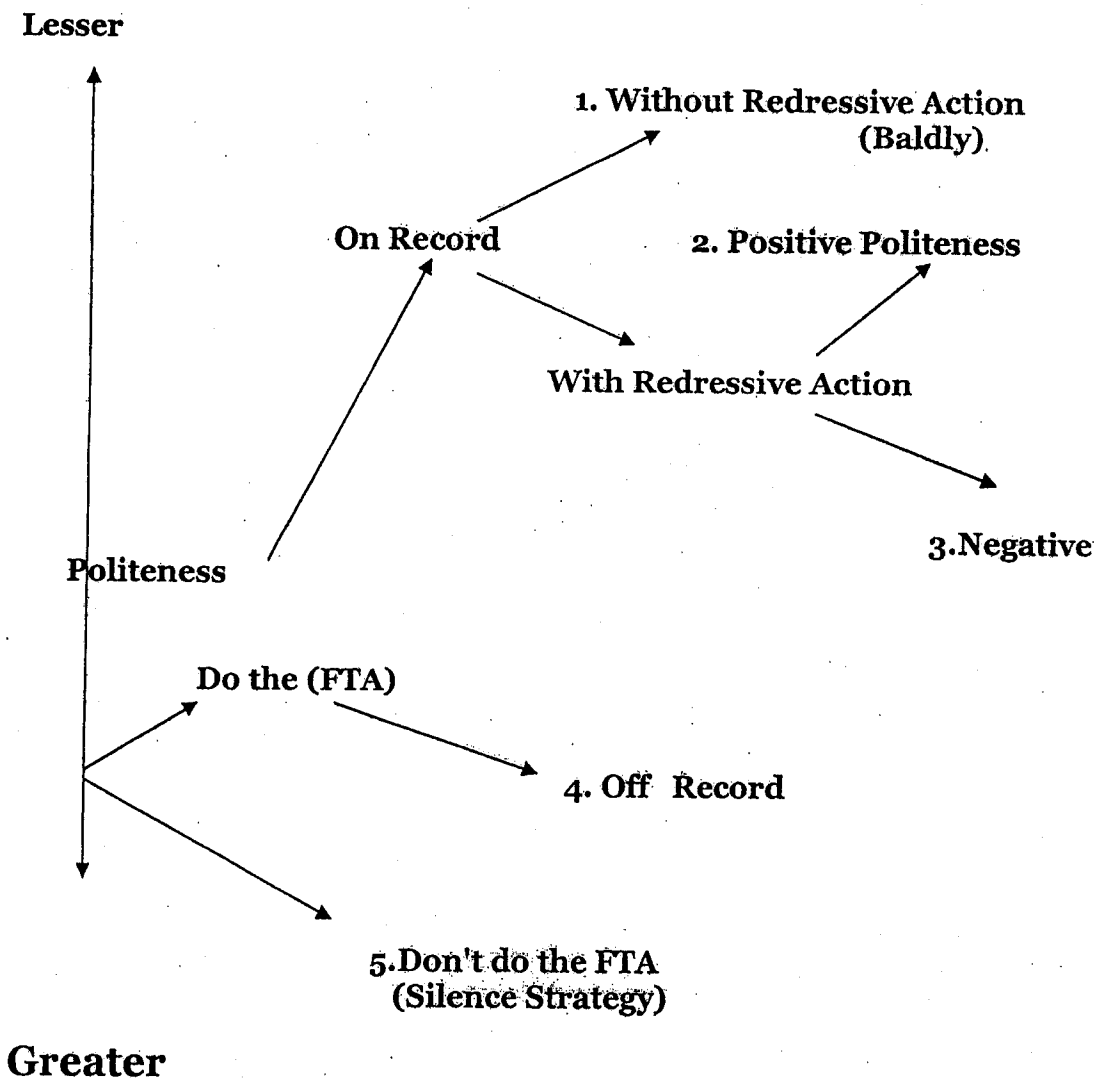 Lesser
1. Without Redressive Action
(Baldly)
On Record
2. Positive Politeness
With Redressive Action
3.Negative
Politeness
Do the (FTA)
4. Off Record
5.Don't do the FTA
(Silence Strategy)
Greater